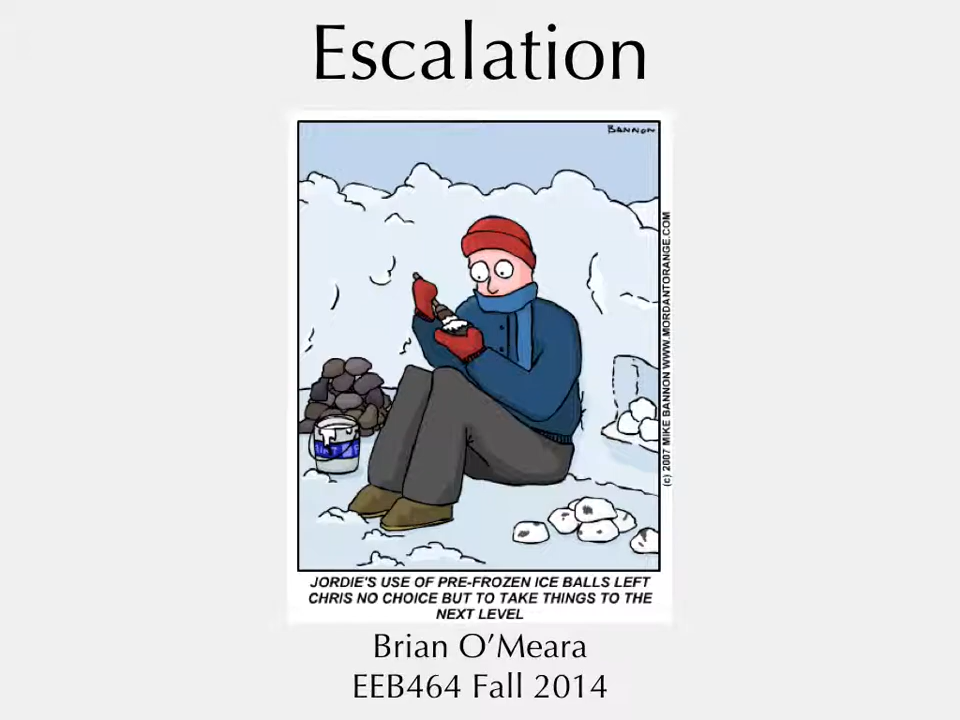 Escalation
BANNON
(c) 2007 MIKE BANNON WWW.MORDANTORANGE.COM
JORDIE'S USE OF PRE-FROZEN ICE BALLS LEFT
CHRIS NO CHOICE BUT TO TAKE THINGS TO THE
NEXT LEVEL
Brian O'Meara
EEB464 Fall 2014